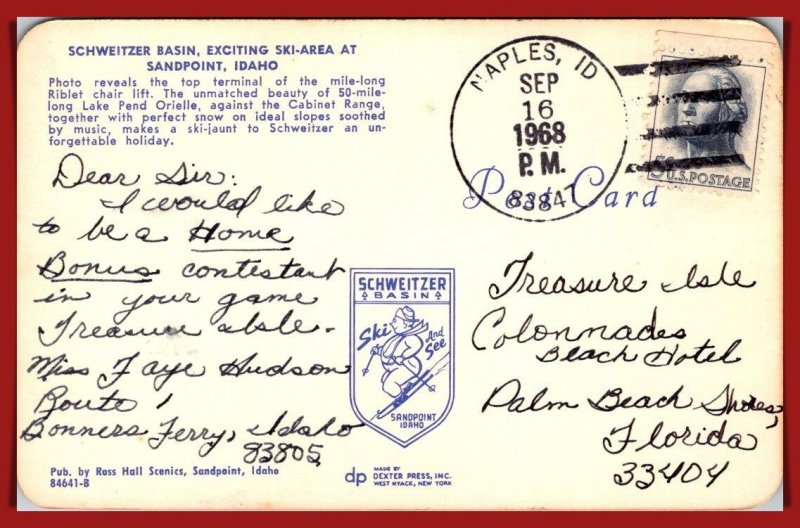 SCHWEITZER BASIN, EXCITING SKI-AREA AT
SANDPOINT, IDAHO
Photo reveals the top terminal of the mile-long
Riblet chair lift. The unmatched beauty of 50-mile-
long Lake Pend Orielle, against the Cabinet Range,
together with perfect snow on ideal slopes soothed
by music, makes a ski-jaunt to Schweitzer an un-
forgettable holiday.
Dear Sir:
I would like
to be a Home
Bonus contestant
in your game
Treasure Isle.
Miss Faye Hudson
Route 1
Bonners Ferry, Idaho
83805
Pub. by Ross Hall Scenics, Sandpoint, Idaho
84641-B
SCHWEITZER
BASIN
Ski And
See
SANDPOINT
IDAHO
dp MADE BY
DEXTER PRESS, INC.
WEST NYACK, NEW YORK
NAPLES, ID
SEP
16
1968
P.M.
83847
Post Card
5¢ U.S. POSTAGE
Treasure Isle
Colonnades
Beach Hotel
Palm Beach Shores,
Florida
33404